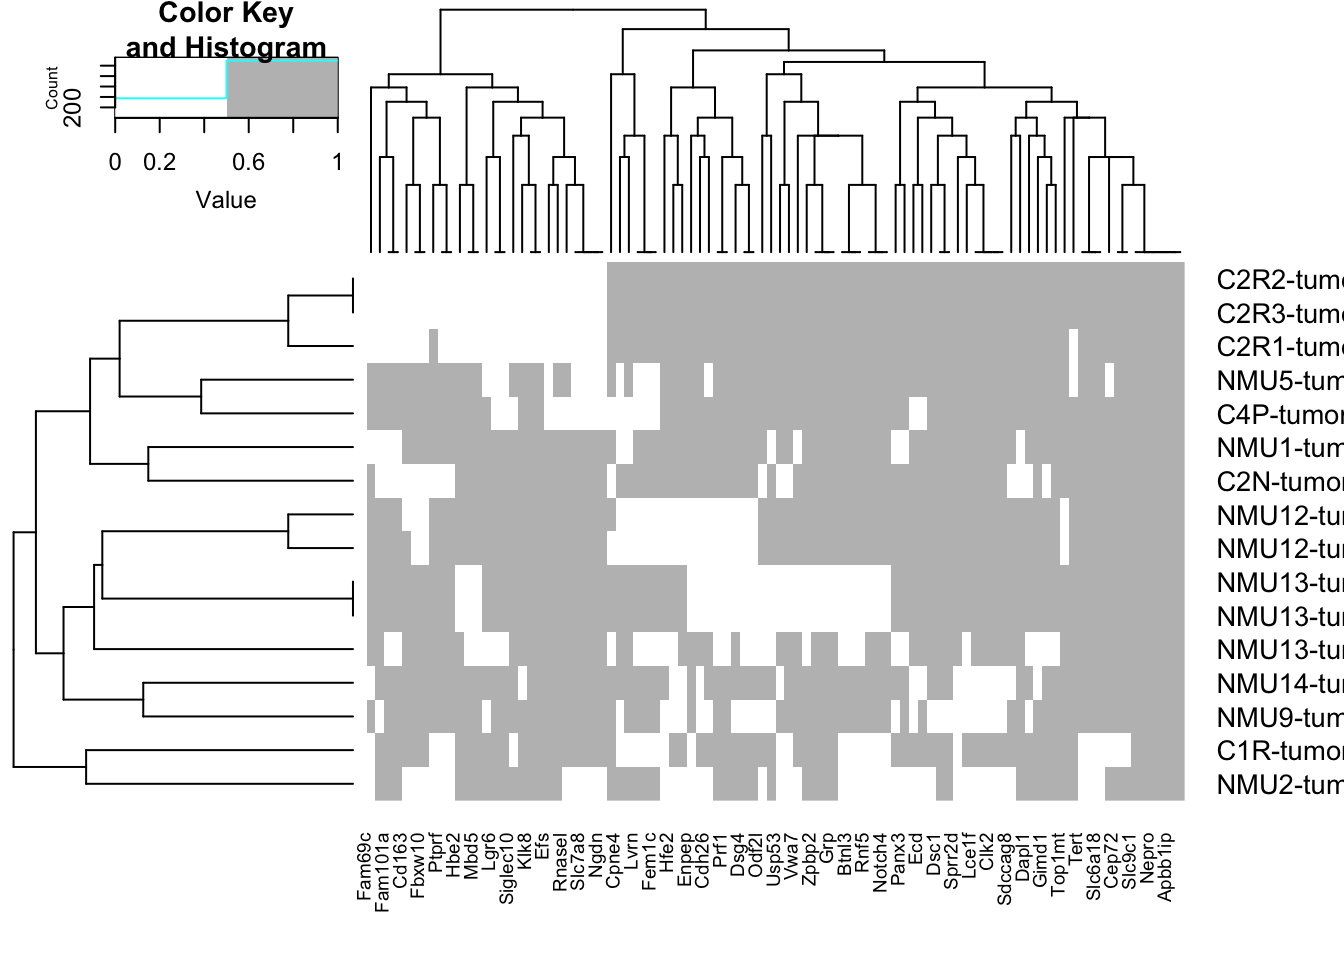 Color Key
and Histogram
Count
200
0 0.2 0.6 1
Value
C2R2-tum
C2R3-tum
C2R1-tum
NMU5-tum
C4P-tumor
NMU1-tum
C2N-tumor
NMU12-tu
NMU12-tu
NMU13-tu
NMU13-tu
NMU13-tu
NMU14-tu
NMU9-tum
C1R-tumor
NMU2-tum
Fam69c
Fam101a
Cd163
Fbxw10
Ptprf
Hbe2
Mbd5
Lgr6
Siglec10
Klk8
Efs
Rnasel
Slc7a8
Ngdn
Cpne4
Lvrn
Fem1c
Hfe2
Enpep
Cdh26
Prf1
Dsg4
Odf2l
Usp53
Vwa7
Zpbp2
Grp
Btnl3
Rnf5
Notch4
Panx3
Ecd
Dsc1
Sprr2d
Lce1f
Clk2
Sdccag8
Dapl1
Gimd1
Top1mt
Tert
Slc6a18
Cep72
Slc9c1
Nepro
Apbb1ip